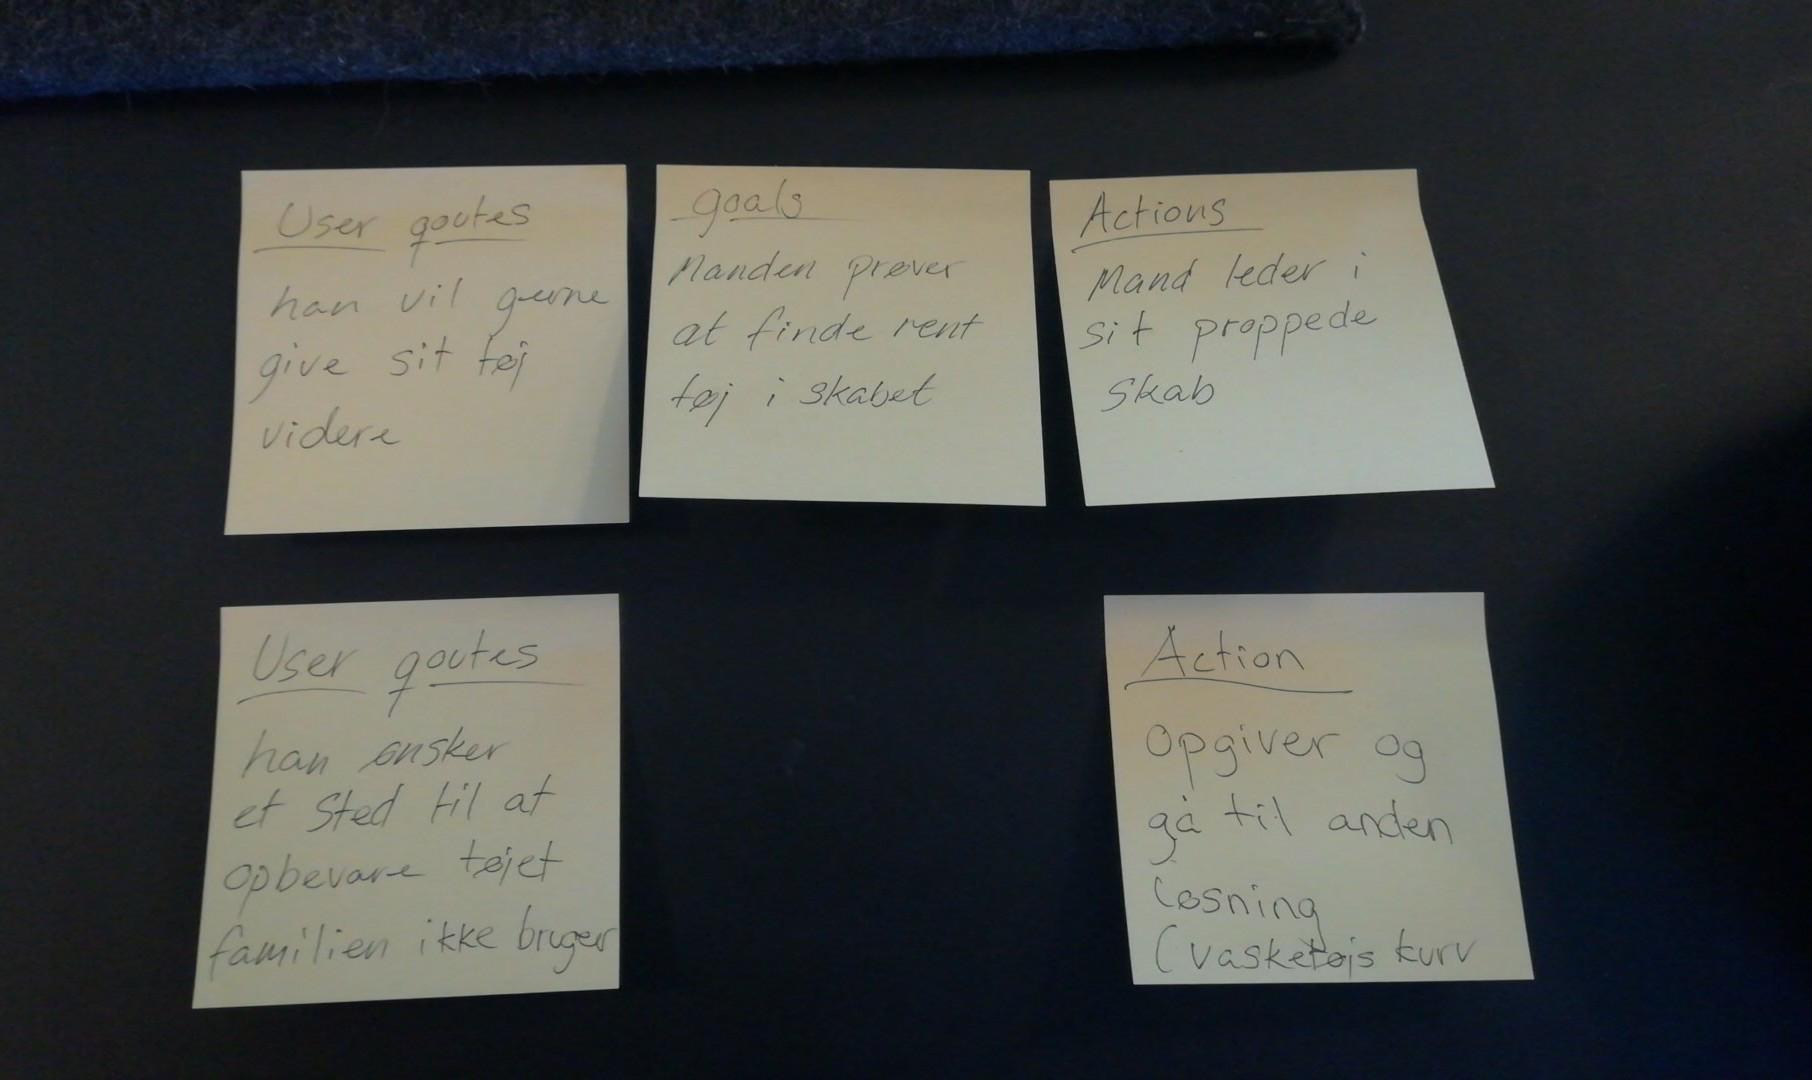 User qoutes
han vil gerne
give sit tøj
videre
goals
Manden prøver
at finde rent
tøj i skabet
Actions
Mand leder i
sit proppede
skab
User qoutes
han ønsker
et sted til at
opbevare tøjet
familien ikke bruger
Action
opgiver og
gå til anden
løsning
(vasketøjs kurv